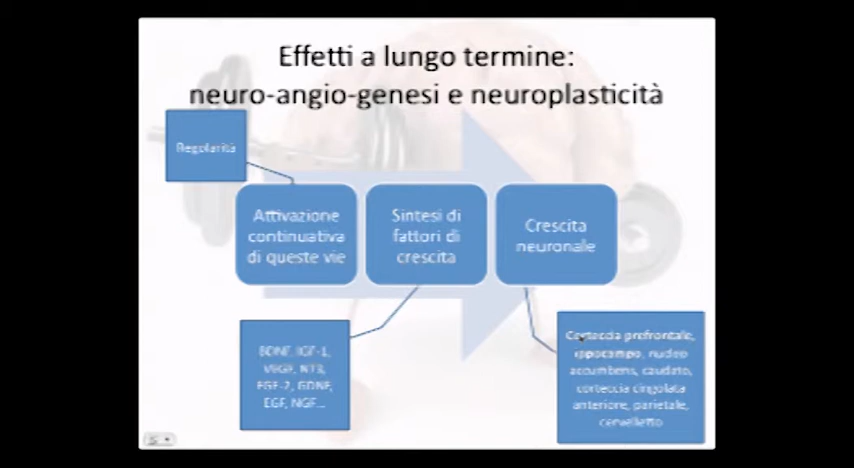 Effetti a lungo termine:
neuro-angio-genesi e neuroplasticità
Regolarità
Attivazione
continuativa
di queste vie
Sintesi di
fattori di
crescita
Crescita
neuronale
BDNF, IGF-1,
VEGF, NT3,
FGF-2, GDNF,
EGF, NGF...
Corteccia prefrontale,
ippocampo, nucleo
accumbens, caudato,
corteccia cingolata
anteriore, parietale,
cervelletto